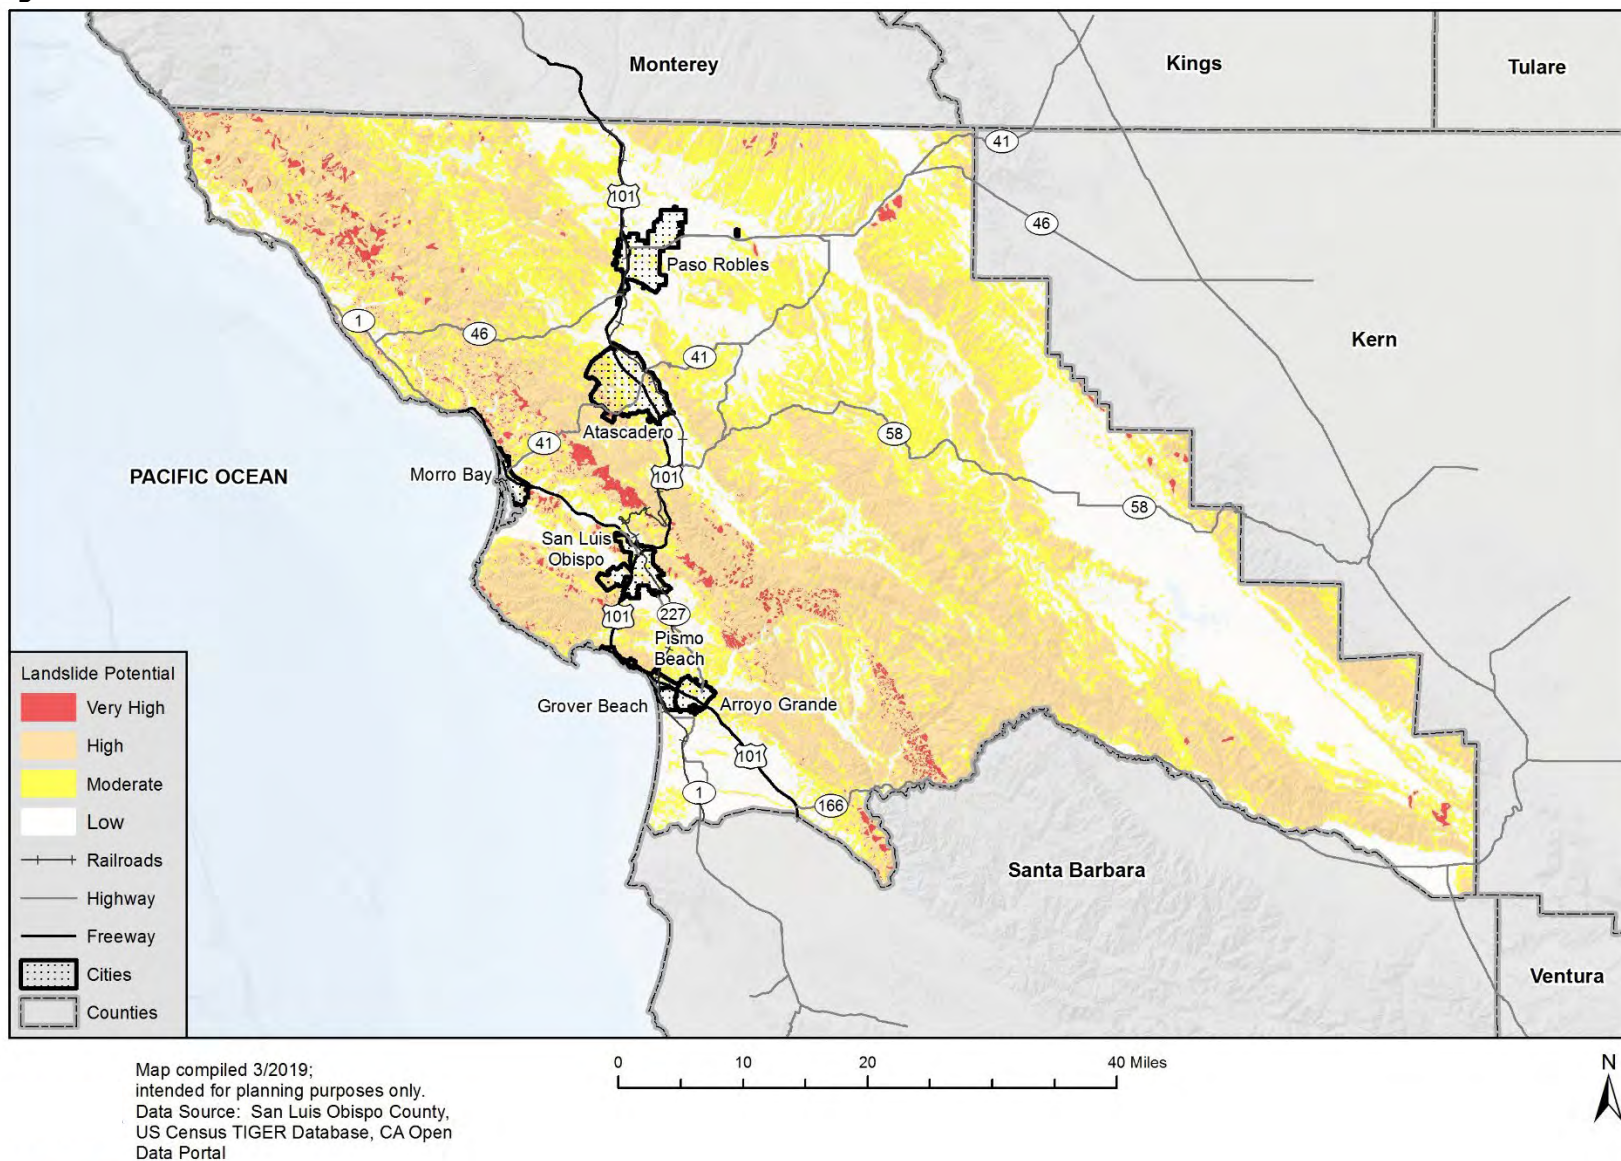 Monterey
Kings
Tulare
41
101
46
Paso Robles
1
46
41
Kern
Atascadero
58
41
PACIFIC OCEAN
Morro Bay
101
58
San Luis
Obispo
101
227
Pismo
Beach
Grover Beach
Arroyo Grande
101
1
166
Santa Barbara
Ventura
Landslide Potential
Very High
High
Moderate
Low
Railroads
Highway
Freeway
Cities
Counties
Map compiled 3/2019;
intended for planning purposes only.
Data Source: San Luis Obispo County,
US Census TIGER Database, CA Open
Data Portal
0 10 20 40 Miles
N